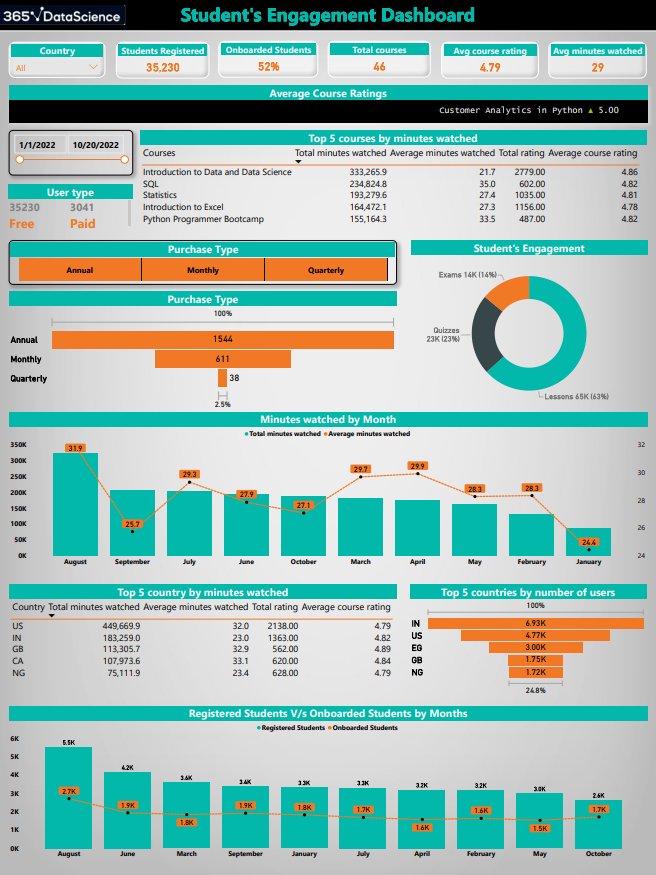 365√DataScience
Student's Engagement Dashboard
Country
All
Students Registered
35,230
Onboarded Students
52%
Total courses
46
Avg course rating
4.79
Avg minutes watched
29
Average Course Ratings
Customer Analytics in Python ▲ 5.00
1/1/2022 10/20/2022
User type
35230 3041
Free Paid
Top 5 courses by minutes watched
Courses Total minutes watched Average minutes watched Total rating Average course rating
Introduction to Data and Data Science 333,265.9 21.7 2779.00 4.86
SQL 234,824.8 35.0 602.00 4.82
Statistics 193,279.6 27.4 1035.00 4.81
Introduction to Excel 164,472.1 27.3 1156.00 4.78
Python Programmer Bootcamp 155,164.3 33.5 487.00 4.82
Purchase Type
Annual Monthly Quarterly
Purchase Type
100%
Annual 1544
Monthly 611
Quarterly 38
2.5%
Student's Engagement
Exams 14K (14%)
Quizzes
23K (23%)
Lessons 65K (63%)
Minutes watched by Month
Total minutes watched Average minutes watched
350K
300K
250K
200K
150K
100K
50K
0K
32
30
28
26
24
31.9
25.7
29.3
27.9
27.1
29.7
29.9
28.3
28.3
24.4
August September July June October March April May February January
Top 5 country by minutes watched
Country Total minutes watched Average minutes watched Total rating Average course rating
US 449,669.9 32.0 2138.00 4.79
IN 183,259.0 23.0 1363.00 4.82
GB 113,305.7 32.9 562.00 4.89
CA 107,973.6 33.1 620.00 4.84
NG 75,111.9 23.4 628.00 4.79
Top 5 countries by number of users
100%
IN 6.93K
US 4.77K
EG 3.00K
GB 1.75K
NG 1.72K
24.8%
Registered Students V/s Onboarded Students by Months
Registered Students Onboarded Students
6K
5K
4K
3K
2K
1K
0K
5.5K
4.2K
3.6K
3.4K
3.3K
3.3K
3.2K
3.2K
3.0K
2.6K
2.7K
1.9K
1.8K
1.9K
1.8K
1.7K
1.6K
1.6K
1.5K
1.7K
August June March September January July April February May October